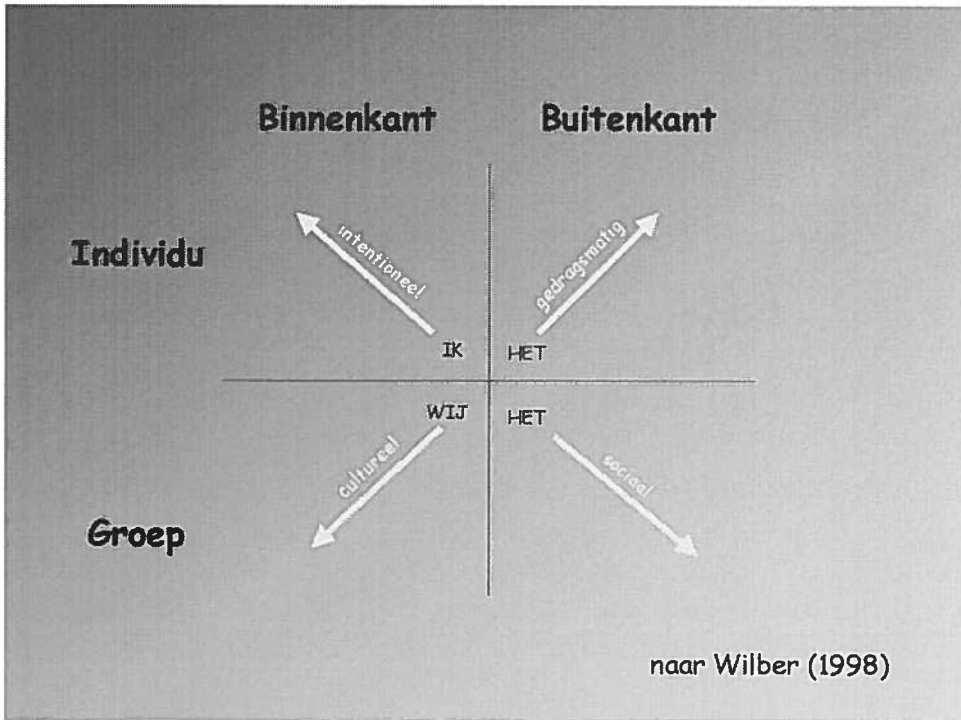 Binnenkant Buitenkant
Individu
intentioneel
gedragsmatig
IK HET
WIJ HET
cultureel
sociaal
Groep
naar Wilber (1998)